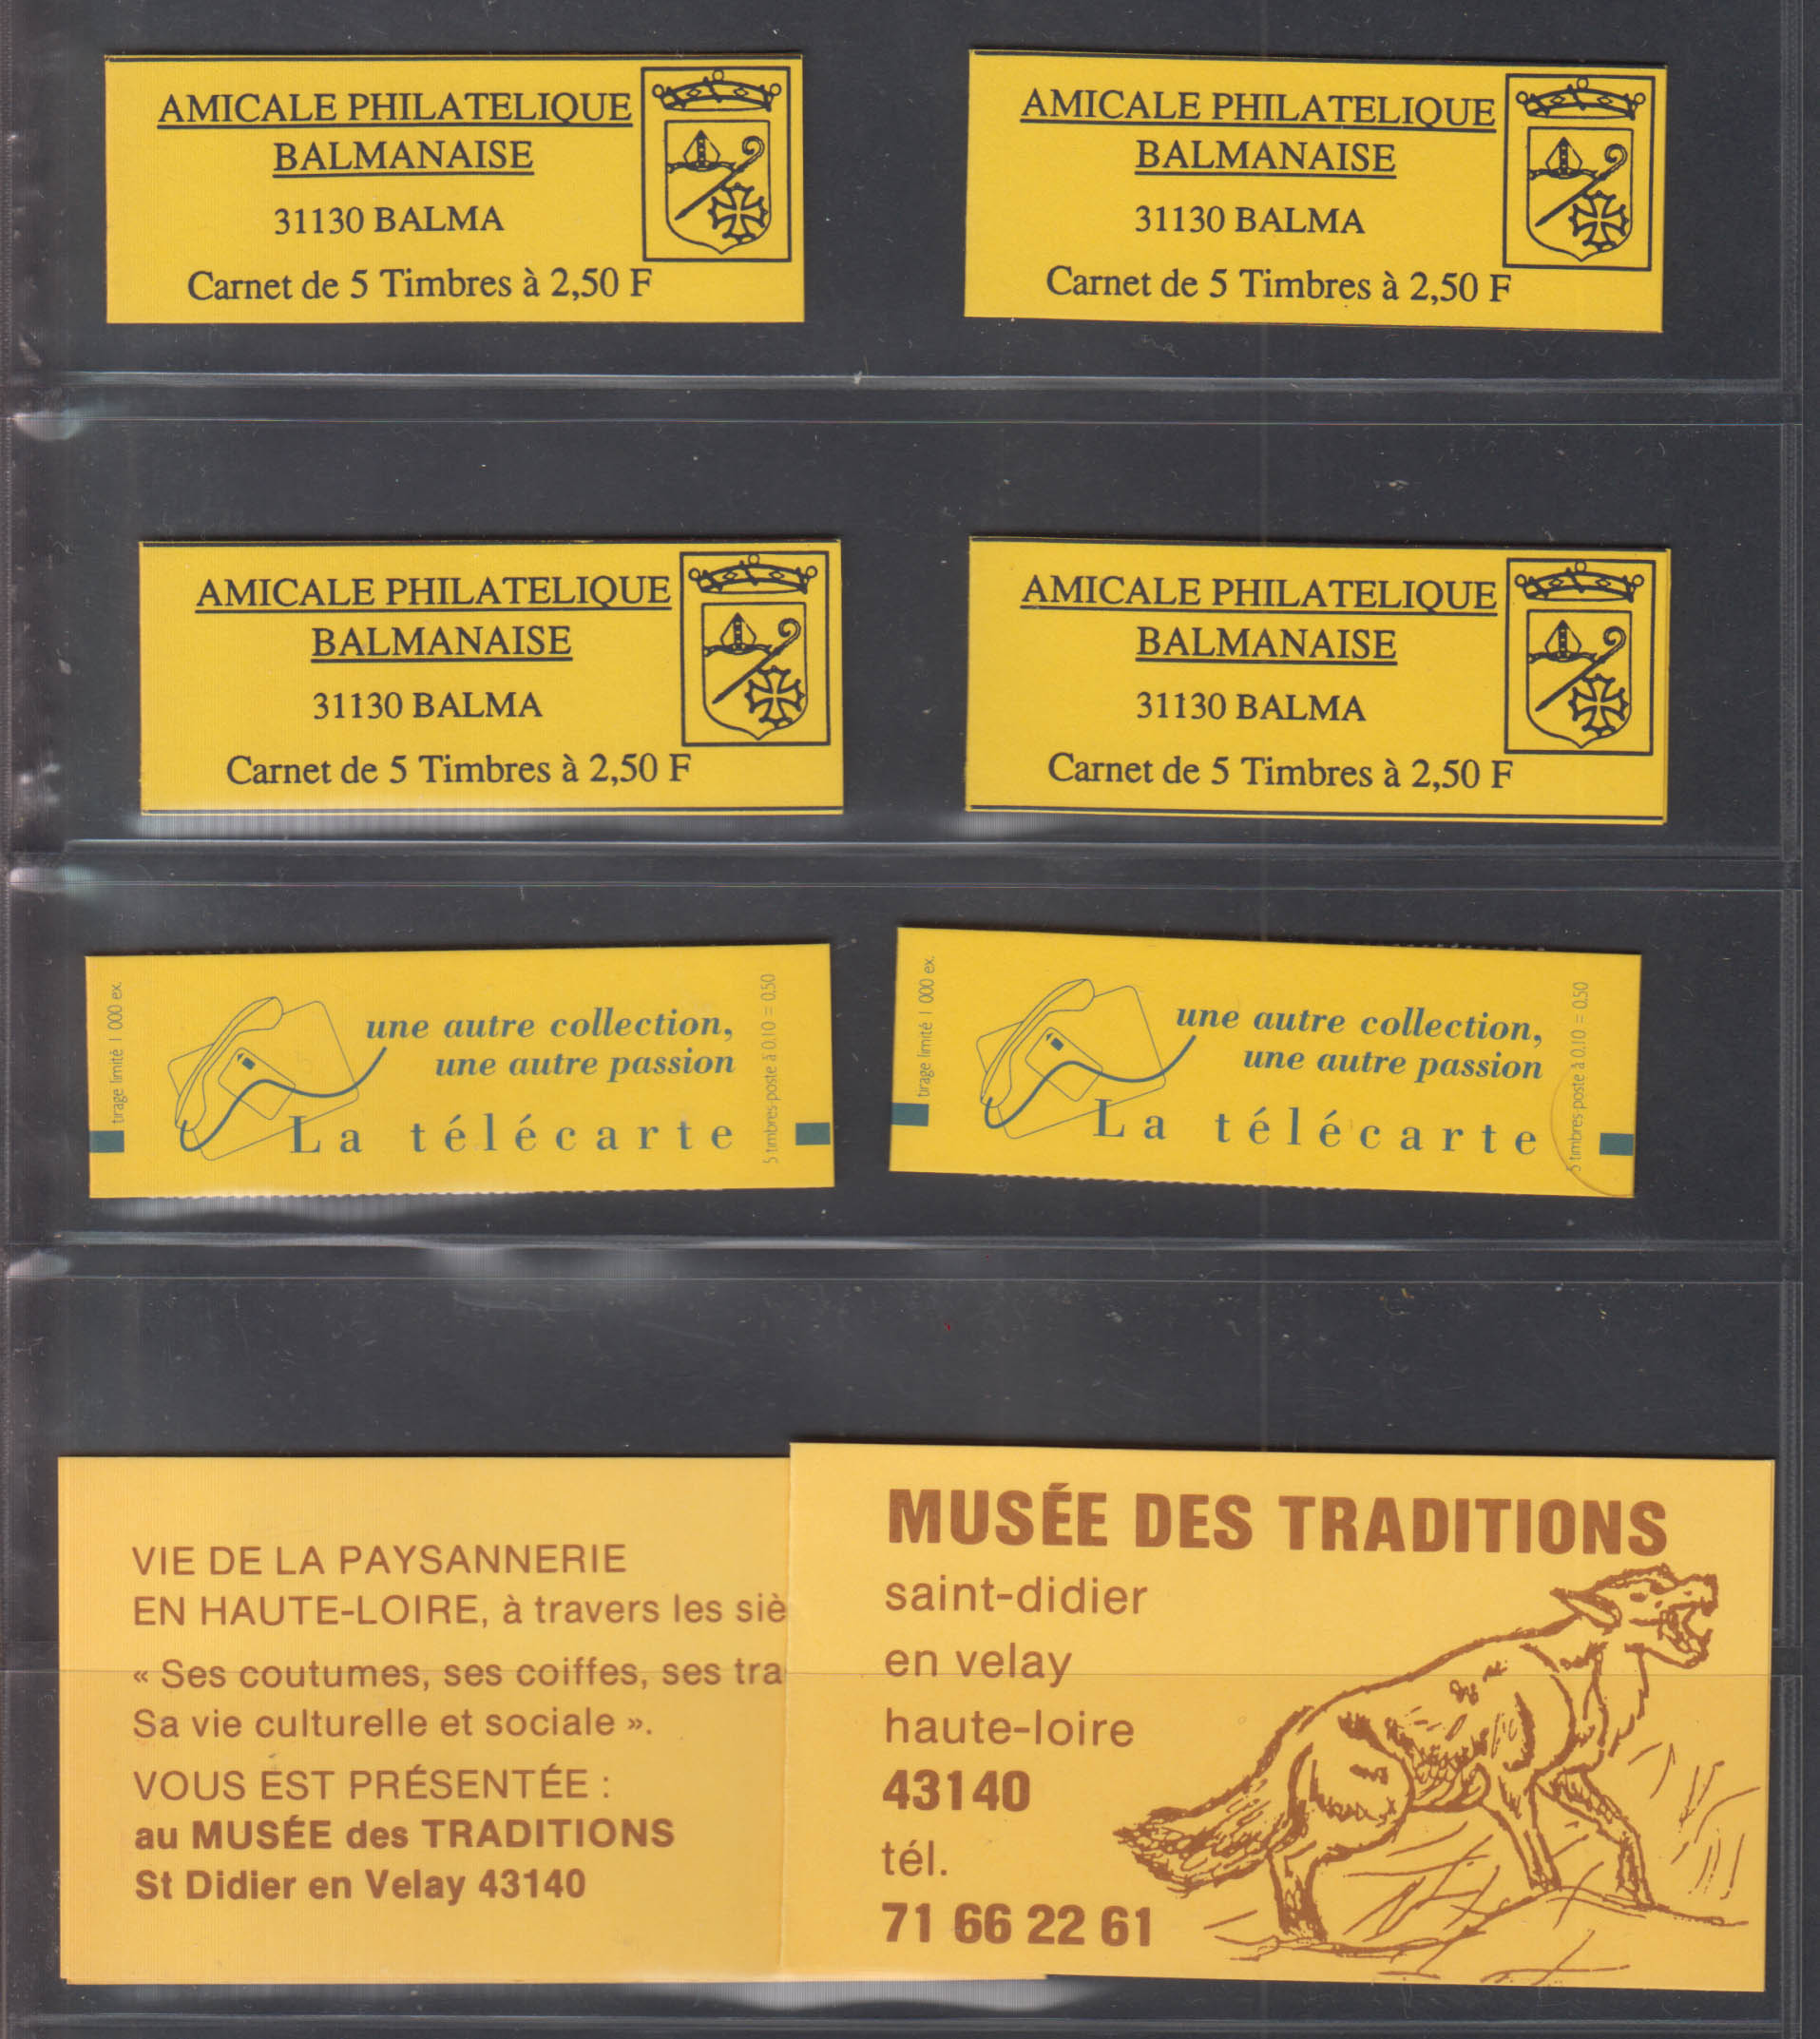 AMICALE PHILATELIQUE
BALMANAISE
31130 BALMA
Carnet de 5 Timbres à 2,50 F
AMICALE PHILATELIQUE
BALMANAISE
31130 BALMA
Carnet de 5 Timbres à 2,50 F
AMICALE PHILATELIQUE
BALMANAISE
31130 BALMA
Carnet de 5 Timbres à 2,50 F
AMICALE PHILATELIQUE
BALMANAISE
31130 BALMA
Carnet de 5 Timbres à 2,50 F
tirage limité 1 000 ex.
une autre collection,
une autre passion
La télécarte
5 timbres-poste à 0.10 = 0.50
tirage limité 1 000 ex.
une autre collection,
une autre passion
La télécarte
5 timbres-poste à 0.10 = 0.50
VIE DE LA PAYSANNERIE
EN HAUTE-LOIRE, à travers les siè
« Ses coutumes, ses coiffes, ses tra
Sa vie culturelle et sociale ».
VOUS EST PRÉSENTÉE :
au MUSÉE des TRADITIONS
St Didier en Velay 43140
MUSÉE DES TRADITIONS
saint-didier
en velay
haute-loire
43140
tél.
71 66 22 61